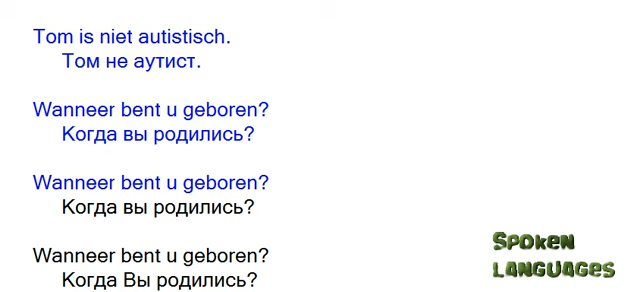 Tom is niet autistisch.
Том не аутист.
Wanneer bent u geboren?
Когда вы родились?
Wanneer bent u geboren?
Когда вы родились?
Wanneer bent u geboren?
Когда Вы родились?
Spoken
Languages